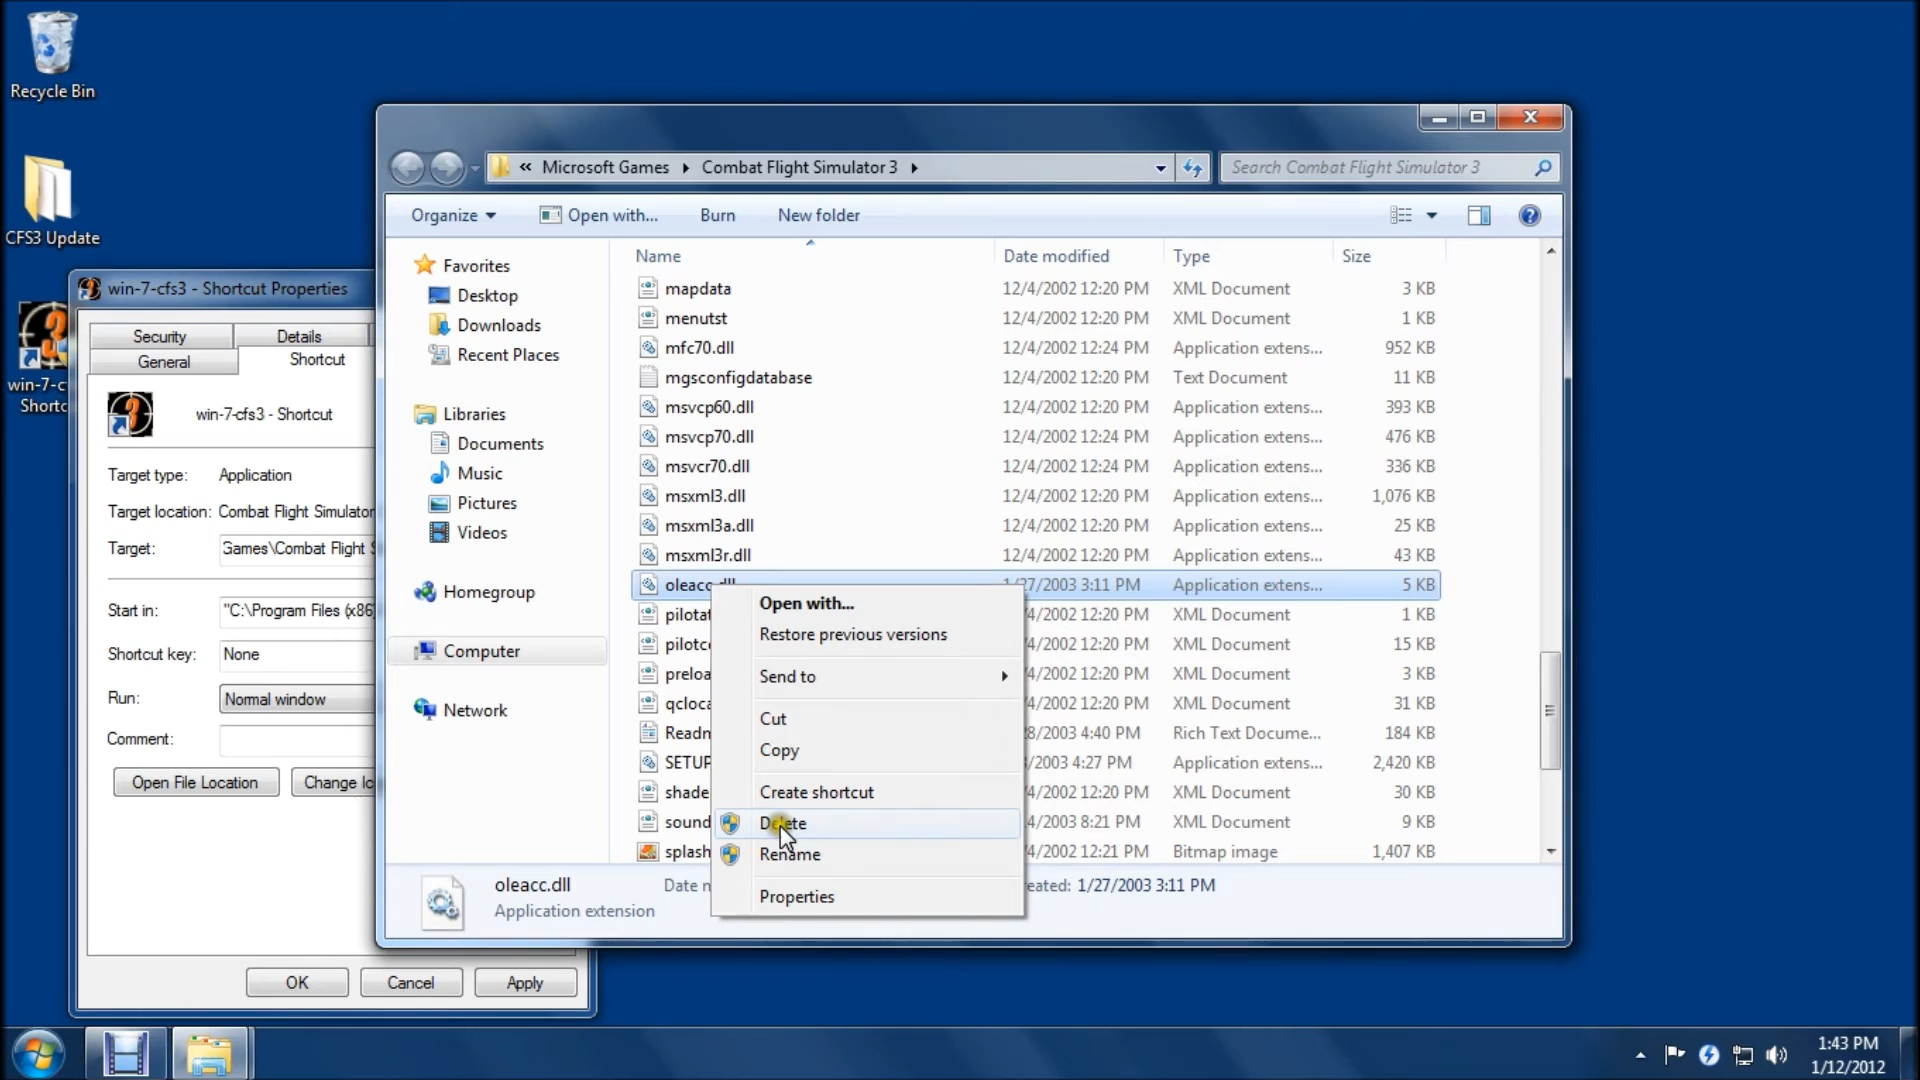 Recycle Bin
CFS3 Update
win-7-cfs3 - Shortcut Properties
Security
Details
General
Shortcut
win-7-cfs3 - Shortcut
Target type: Application
Target location: Combat Flight Simulator
Target: Games\Combat Flight S
Start in: "C:\Program Files (x86)
Shortcut key: None
Run: Normal window
Comment:
Open File Location
Change Ic
OK
Cancel
Apply
« Microsoft Games Combat Flight Simulator 3
Search Combat Flight Simulator 3
Organize
Open with...
Burn
New folder
Favorites
Desktop
Downloads
Recent Places
Libraries
Documents
Music
Pictures
Videos
Homegroup
Computer
Network
Name Date modified Type Size
mapdata 12/4/2002 12:20 PM XML Document 3 KB
menutst 12/4/2002 12:20 PM XML Document 1 KB
mfc70.dll 12/4/2002 12:24 PM Application extens... 952 KB
mgsconfigdatabase 12/4/2002 12:20 PM Text Document 11 KB
msvcp60.dll 12/4/2002 12:20 PM Application extens... 393 KB
msvcp70.dll 12/4/2002 12:24 PM Application extens... 476 KB
msvcr70.dll 12/4/2002 12:24 PM Application extens... 336 KB
msxml3.dll 12/4/2002 12:20 PM Application extens... 1,076 KB
msxml3a.dll 12/4/2002 12:20 PM Application extens... 25 KB
msxml3r.dll 12/4/2002 12:20 PM Application extens... 43 KB
oleacc.dll 1/27/2003 3:11 PM Application extens... 5 KB
pilotat /4/2002 12:20 PM XML Document 1 KB
pilotc /4/2002 12:20 PM XML Document 15 KB
preloa /4/2002 12:20 PM XML Document 3 KB
qcloca /4/2002 12:20 PM XML Document 31 KB
Readn 28/2003 4:40 PM Rich Text Docume... 184 KB
SETUP /2003 4:27 PM Application extens... 2,420 KB
shade /4/2002 12:20 PM XML Document 30 KB
sound 4/2003 8:21 PM XML Document 9 KB
splash /4/2002 12:21 PM Bitmap image 1,407 KB
Open with...
Restore previous versions
Send to
Cut
Copy
Create shortcut
Delete
Rename
Properties
oleacc.dll Date n eated: 1/27/2003 3:11 PM
Application extension
win-7-c
Shortc
1:43 PM
1/12/2012